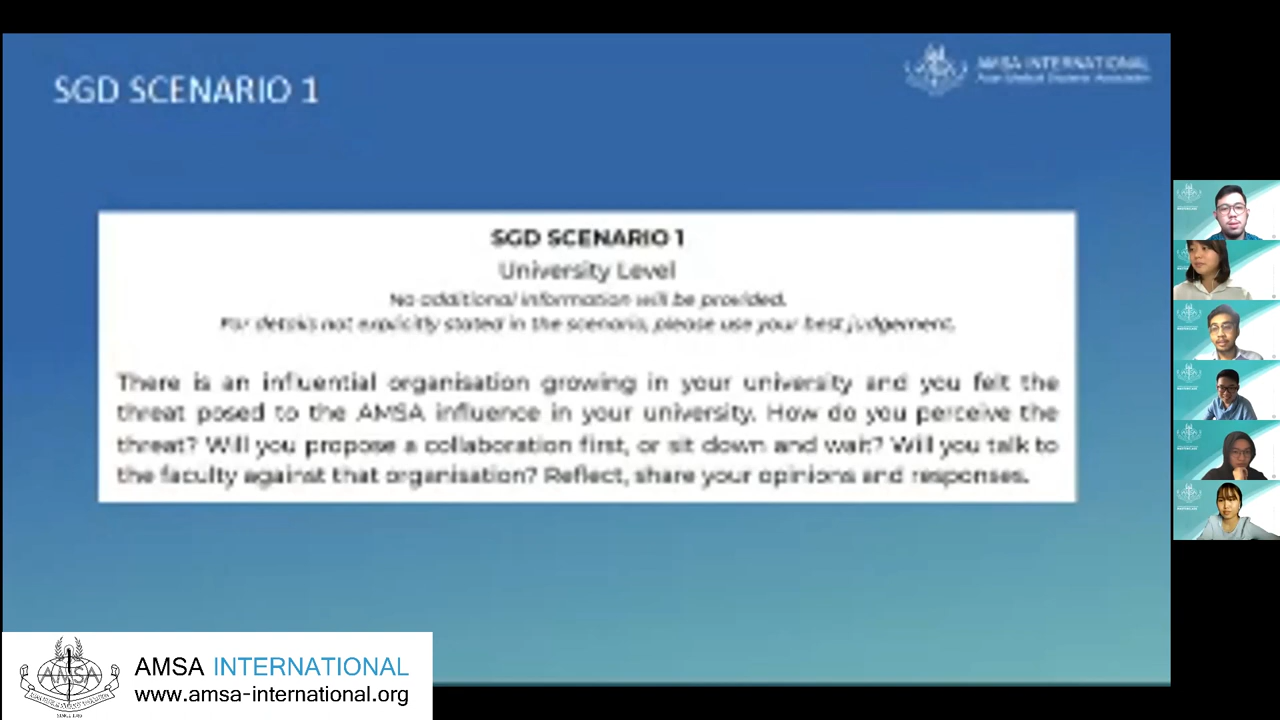 SGD SCENARIO 1
AMSA INTERNATIONAL
Asian Medical Students' Association
SGD SCENARIO 1
University Level
No additional information will be provided.
For details not explicitly stated in the scenario, please use your best judgement.
There is an influential organisation growing in your university and you felt the
threat posed to the AMSA influence in your university. How do you perceive the
threat? Will you propose a collaboration first, or sit down and wait? Will you talk to
the faculty against that organisation? Reflect, share your opinions and responses.
AMSA
AMSA INTERNATIONAL
www.amsa-international.org